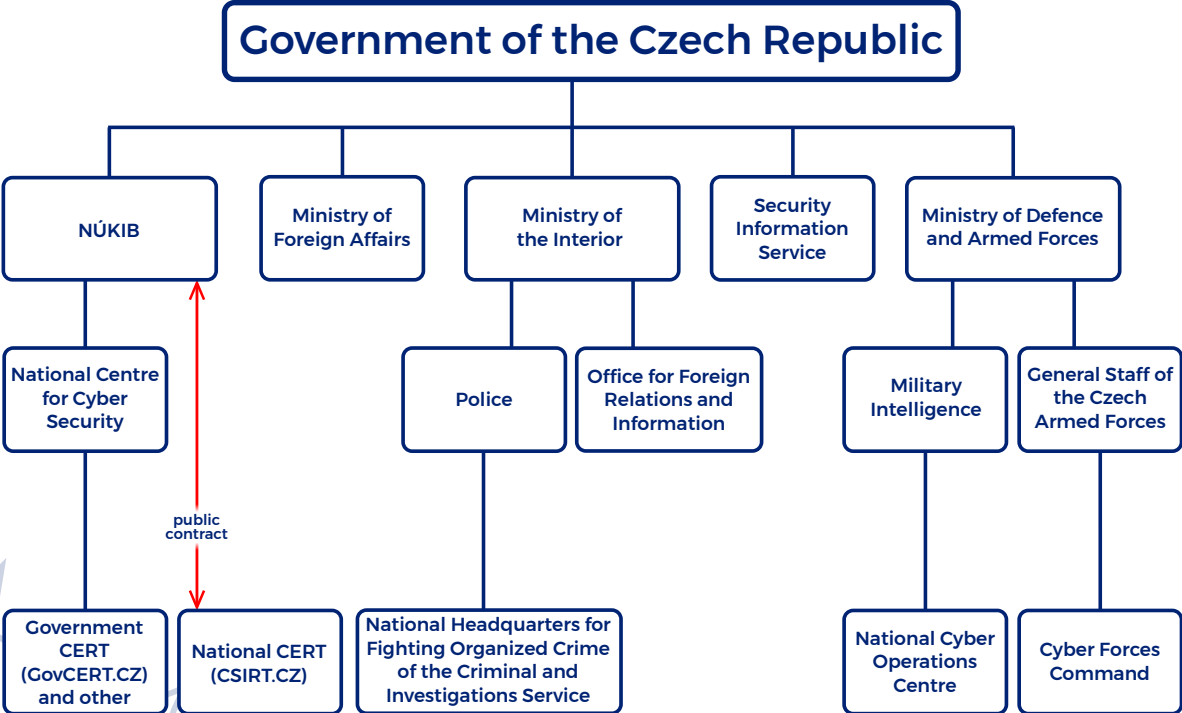 Government of the Czech Republic
NÚKIB
Ministry of
Foreign Affairs
Ministry of
the Interior
Security
Information
Service
Ministry of Defence
and Armed Forces
National Centre
for Cyber
Security
Police
Office for Foreign
Relations and
Information
Military
Intelligence
General Staff of
the Czech
Armed Forces
public
contract
Government
CERT
(GovCERT.CZ)
and other
National CERT
(CSIRT.CZ)
National Headquarters for
Fighting Organized Crime
of the Criminal and
Investigations Service
National Cyber
Operations
Centre
Cyber Forces
Command